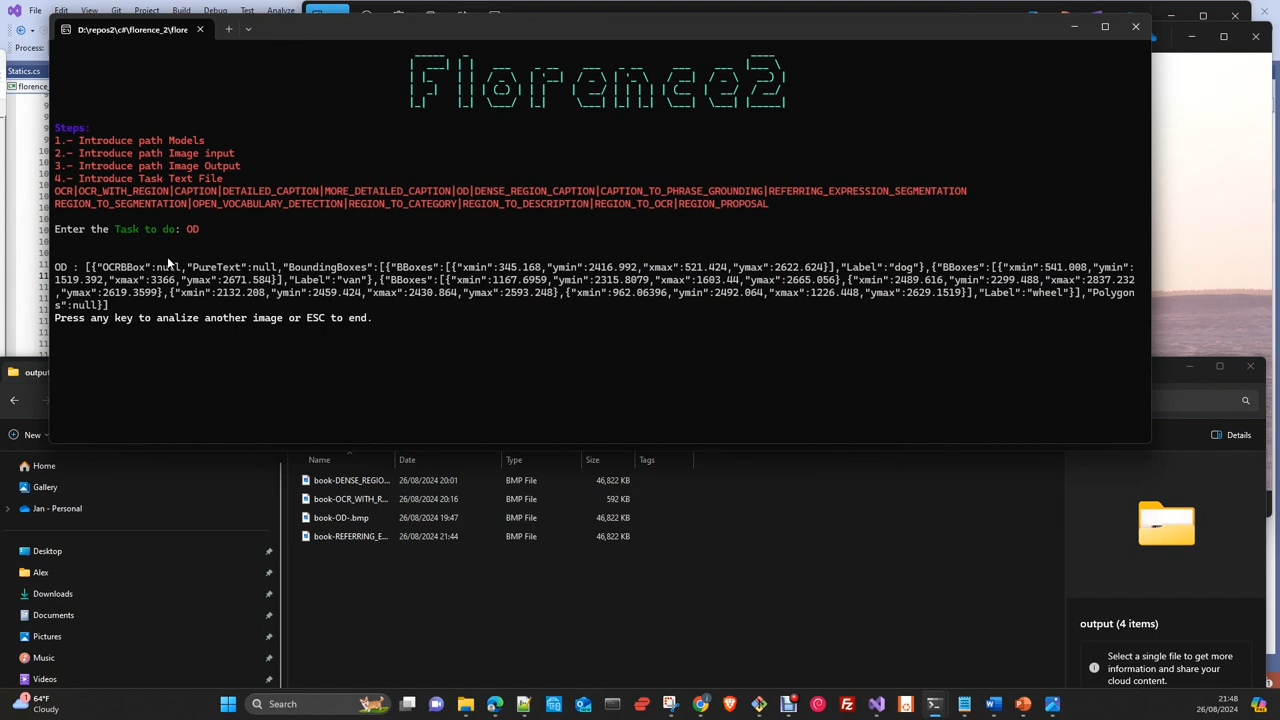 File Edit View Git Project Build Debug Test Analyze
D:\repos2\c#\florence_2\flore
Process:
Statics.cs
florence_
Florence2
Steps:
1.- Introduce path Models
2.- Introduce path Image input
3.- Introduce path Image Output
4.- Introduce Task Text File
OCR|OCR_WITH_REGION|CAPTION|DETAILED_CAPTION|MORE_DETAILED_CAPTION|OD|DENSE_REGION_CAPTION|CAPTION_TO_PHRASE_GROUNDING|REFERRING_EXPRESSION_SEGMENTATION
REGION_TO_SEGMENTATION|OPEN_VOCABULARY_DETECTION|REGION_TO_CATEGORY|REGION_TO_DESCRIPTION|REGION_TO_OCR|REGION_PROPOSAL
Enter the Task to do: OD
OD : [{"OCRBBox":null,"PureText":null,"BoundingBoxes":[{"BBoxes":[{"xmin":345.168,"ymin":2416.992,"xmax":521.424,"ymax":2622.624}],"Label":"dog"},{"BBoxes":[{"xmin":541.008,"ymin":
1519.392,"xmax":3366,"ymax":2671.584}],"Label":"van"},{"BBoxes":[{"xmin":1167.6959,"ymin":2315.8079,"xmax":1603.44,"ymax":2665.056},{"xmin":2489.616,"ymin":2299.488,"xmax":2837.232
,"ymax":2619.3599},{"xmin":2132.208,"ymin":2459.424,"xmax":2430.864,"ymax":2593.248},{"xmin":962.06396,"ymin":2492.064,"xmax":1226.448,"ymax":2629.1519}],"Label":"wheel"}],"Polygon
s":null}]
Press any key to analize another image or ESC to end.
output
New
Details
Name Date Type Size Tags
Home
Gallery
Jan - Personal
Desktop
Alex
Downloads
Documents
Pictures
Music
Videos
book-DENSE_REGIO... 26/08/2024 20:01 BMP File 46,822 KB
book-OCR_WITH_R... 26/08/2024 20:16 BMP File 592 KB
book-OD-.bmp 26/08/2024 19:47 BMP File 46,822 KB
book-REFERRING_E... 26/08/2024 21:44 BMP File 46,822 KB
output (4 items)
Select a single file to get more
information and share your
cloud content.
64°F
Cloudy
Search
21:48
26/08/2024